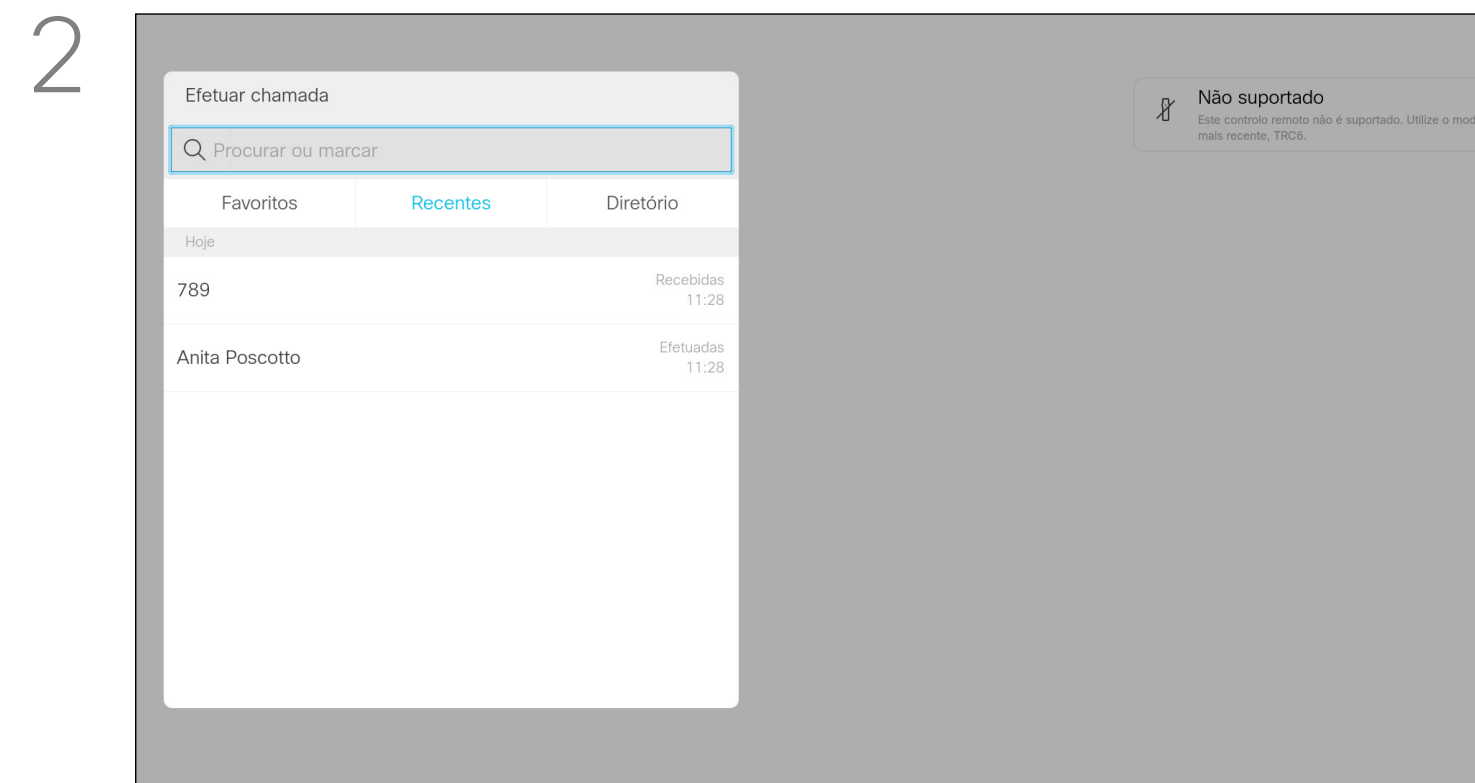 2
Efetuar chamada
Procurar ou marcar
Favoritos Recentes Diretório
Hoje
789
Recebidas
11:28
Anita Poscotto
Efetuadas
11:28
Não suportado
Este controlo remoto não é suportado. Utilize o
mais recente, TRC6.